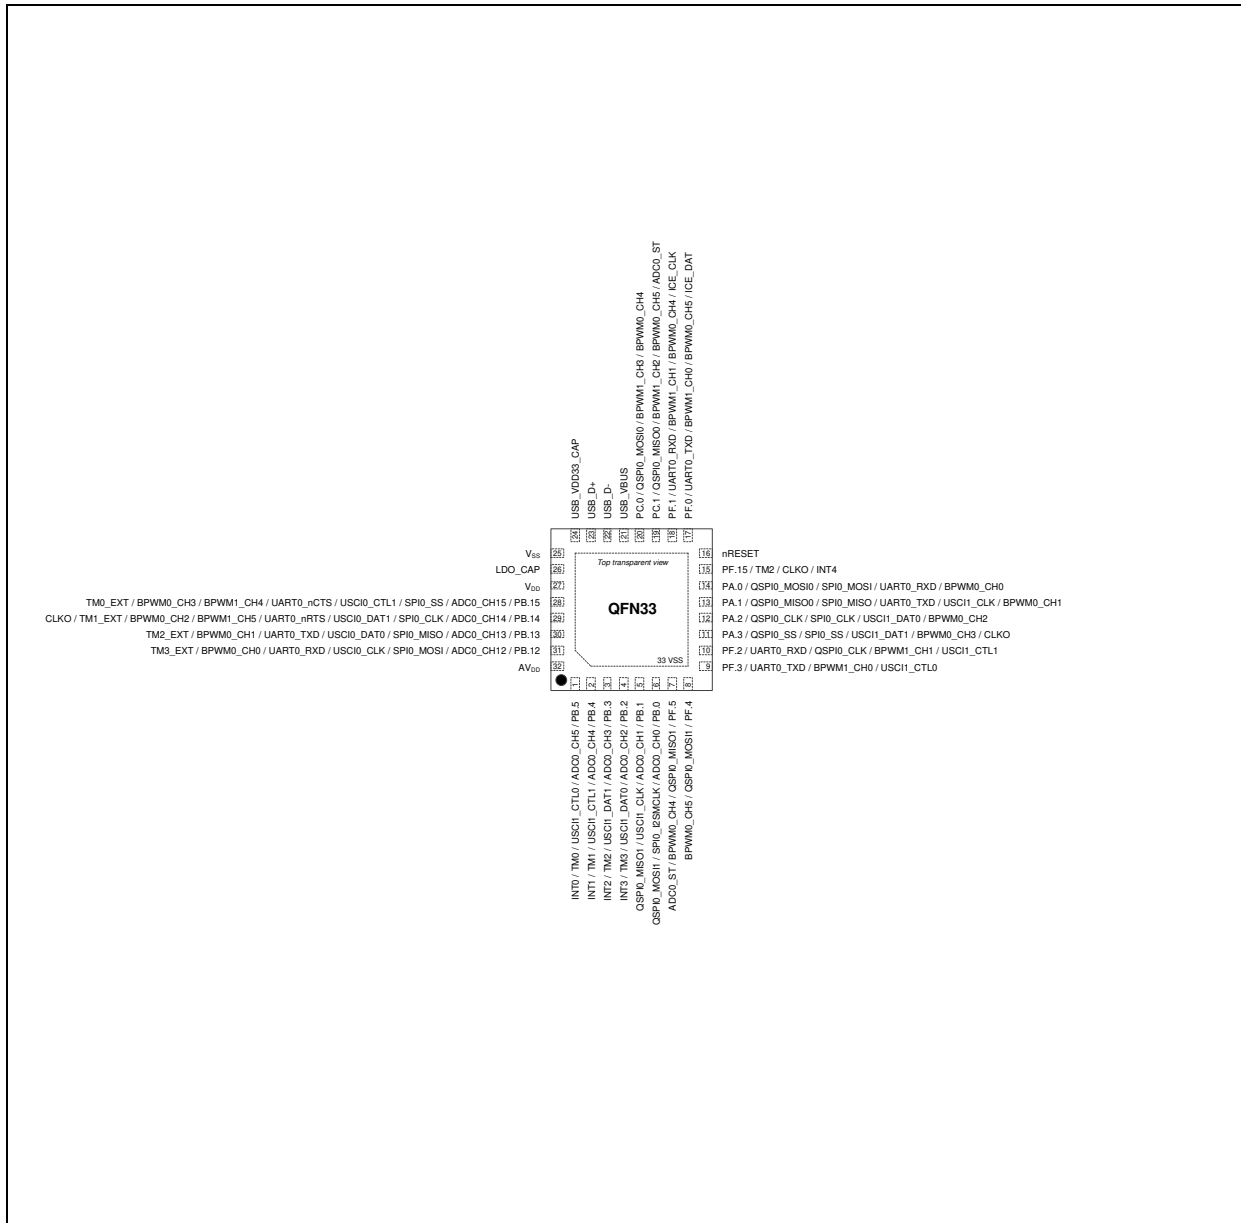 USB_VDD33_CAP
USB_D+
USB_D-
USB_VBUS
PC.0 / QSPI0_MOSI0 / BPWM1_CH3 / BPWM0_CH4
PC.1 / QSPI0_MISO0 / BPWM1_CH2 / BPWM0_CH5 / ADC0_ST
PF.1 / UART0_RXD / BPWM1_CH1 / BPWM0_CH4 / ICE_CLK
PF.0 / UART0_TXD / BPWM1_CH0 / BPWM0_CH5 / ICE_DAT
24 23 22 21 20 19 18 17
VSS 25
LDO_CAP 26
VDD 27
TM0_EXT / BPWM0_CH3 / BPWM1_CH4 / UART0_nCTS / USCI0_CTL1 / SPI0_SS / ADC0_CH15 / PB.15 28
CLKO / TM1_EXT / BPWM0_CH2 / BPWM1_CH5 / UART0_nRTS / USCI0_DAT1 / SPI0_CLK / ADC0_CH14 / PB.14 29
TM2_EXT / BPWM0_CH1 / UART0_TXD / USCI0_DAT0 / SPI0_MISO / ADC0_CH13 / PB.13 30
TM3_EXT / BPWM0_CH0 / UART0_RXD / USCI0_CLK / SPI0_MOSI / ADC0_CH12 / PB.12 31
AVDD 32
Top transparent view
QFN33
33 VSS
16 nRESET
15 PF.15 / TM2 / CLKO / INT4
14 PA.0 / QSPI0_MOSI0 / SPI0_MOSI / UART0_RXD / BPWM0_CH0
13 PA.1 / QSPI0_MISO0 / SPI0_MISO / UART0_TXD / USCI1_CLK / BPWM0_CH1
12 PA.2 / QSPI0_CLK / SPI0_CLK / USCI1_DAT0 / BPWM0_CH2
11 PA.3 / QSPI0_SS / SPI0_SS / USCI1_DAT1 / BPWM0_CH3 / CLKO
10 PF.2 / UART0_RXD / QSPI0_CLK / BPWM1_CH1 / USCI1_CTL1
9 PF.3 / UART0_TXD / BPWM1_CH0 / USCI1_CTL0
1 2 3 4 5 6 7 8
INT0 / TM0 / USCI1_CTL0 / ADC0_CH5 / PB.5
INT1 / TM1 / USCI1_CTL1 / ADC0_CH4 / PB.4
INT2 / TM2 / USCI1_DAT1 / ADC0_CH3 / PB.3
INT3 / TM3 / USCI1_DAT0 / ADC0_CH2 / PB.2
QSPI0_MISO1 / USCI1_CLK / ADC0_CH1 / PB.1
QSPI0_MOSI1 / SPI0_I2SMCLK / ADC0_CH0 / PB.0
ADC0_ST / BPWM0_CH4 / QSPI0_MISO1 / PF.5
BPWM0_CH5 / QSPI0_MOSI1 / PF.4